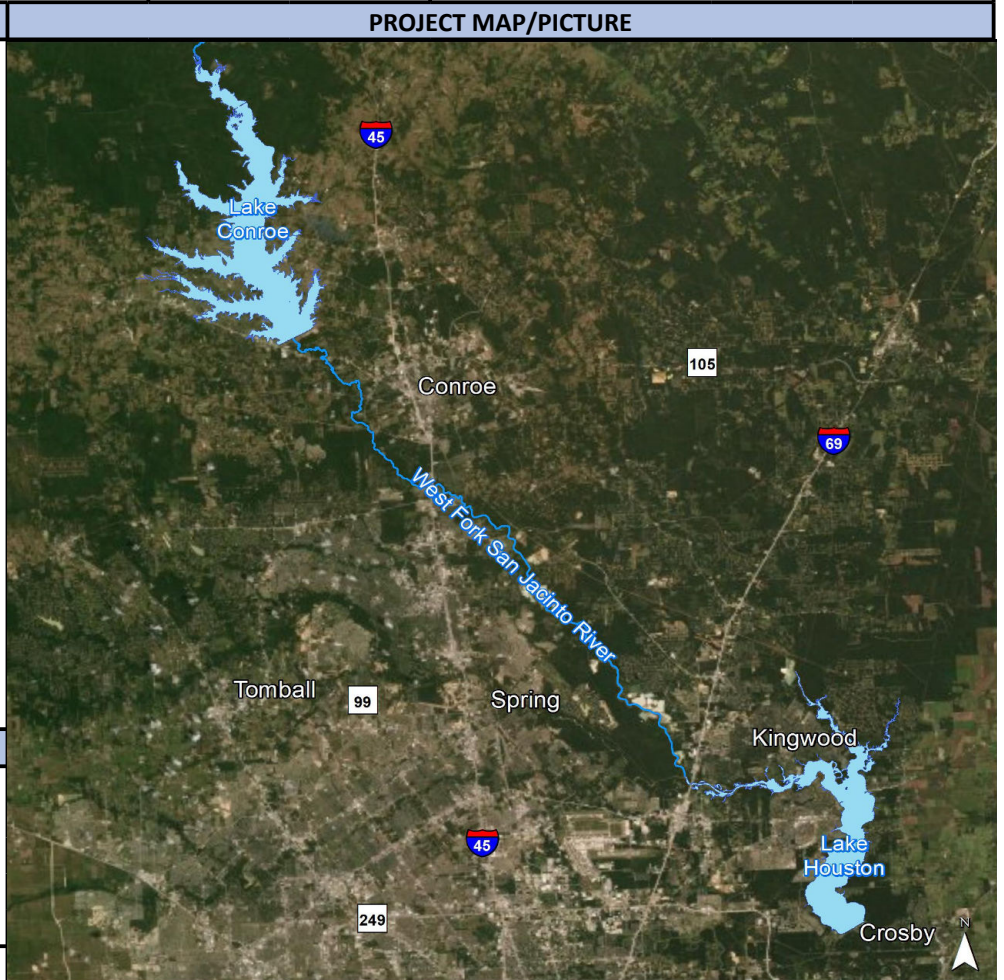 PROJECT MAP/PICTURE
45
Lake
Conroe
105
Conroe
69
West Fork San Jacinto River
Tomball
99
Spring
Kingwood
45
Lake
Houston
249
Crosby
N